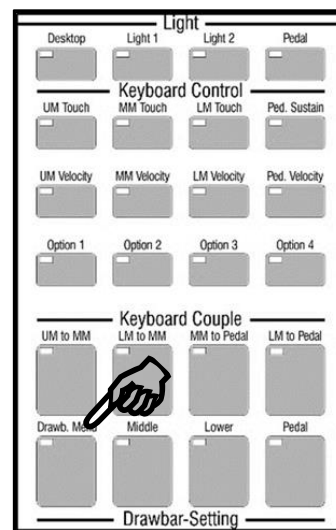 Light
Desktop Light 1 Light 2 Pedal
Keyboard Control
UM Touch MM Touch LM Touch Ped. Sustain
UM Velocity MM Velocity LM Velocity Ped. Velocity
Option 1 Option 2 Option 3 Option 4
Keyboard Couple
UM to MM LM to MM MM to Pedal LM to Pedal
Drawb. Menu Middle Lower Pedal
Drawbar-Setting